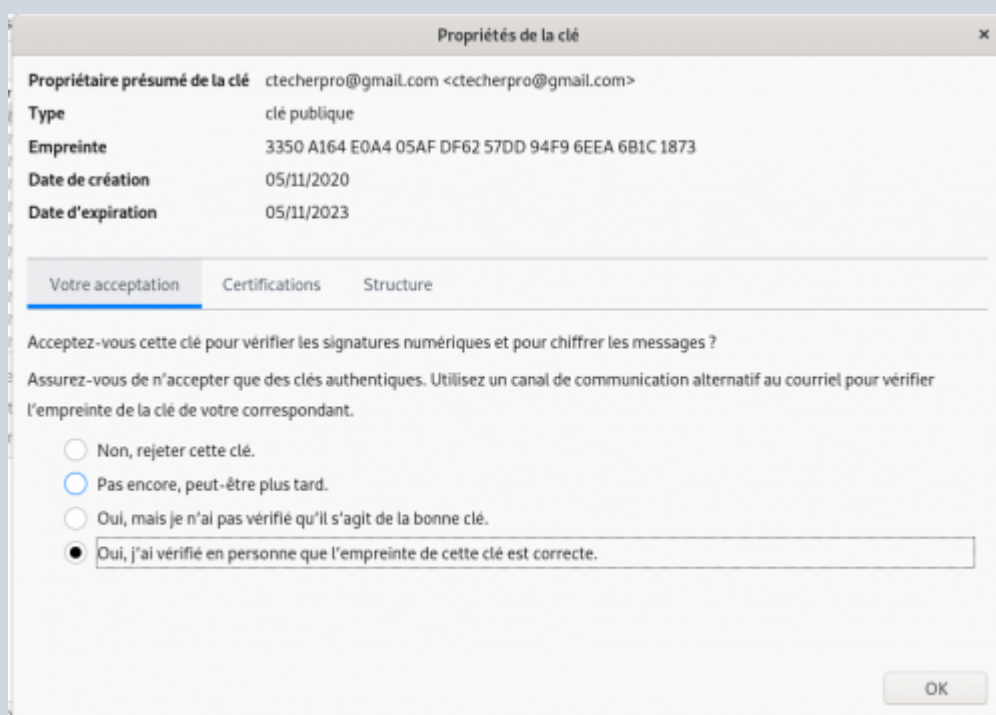 Propriétés de la clé
×
Propriétaire présumé de la clé ctecherpro@gmail.com <ctecherpro@gmail.com>
Type clé publique
Empreinte 3350 A164 E0A4 05AF DF62 57DD 94F9 6EEA 6B1C 1873
Date de création 05/11/2020
Date d'expiration 05/11/2023
Votre acceptation Certifications Structure
Acceptez-vous cette clé pour vérifier les signatures numériques et pour chiffrer les messages ?
Assurez-vous de n'accepter que des clés authentiques. Utilisez un canal de communication alternatif au courriel pour vérifier
l'empreinte de la clé de votre correspondant.
Non, rejeter cette clé.
Pas encore, peut-être plus tard.
Oui, mais je n'ai pas vérifié qu'il s'agit de la bonne clé.
Oui, j'ai vérifié en personne que l'empreinte de cette clé est correcte.
OK